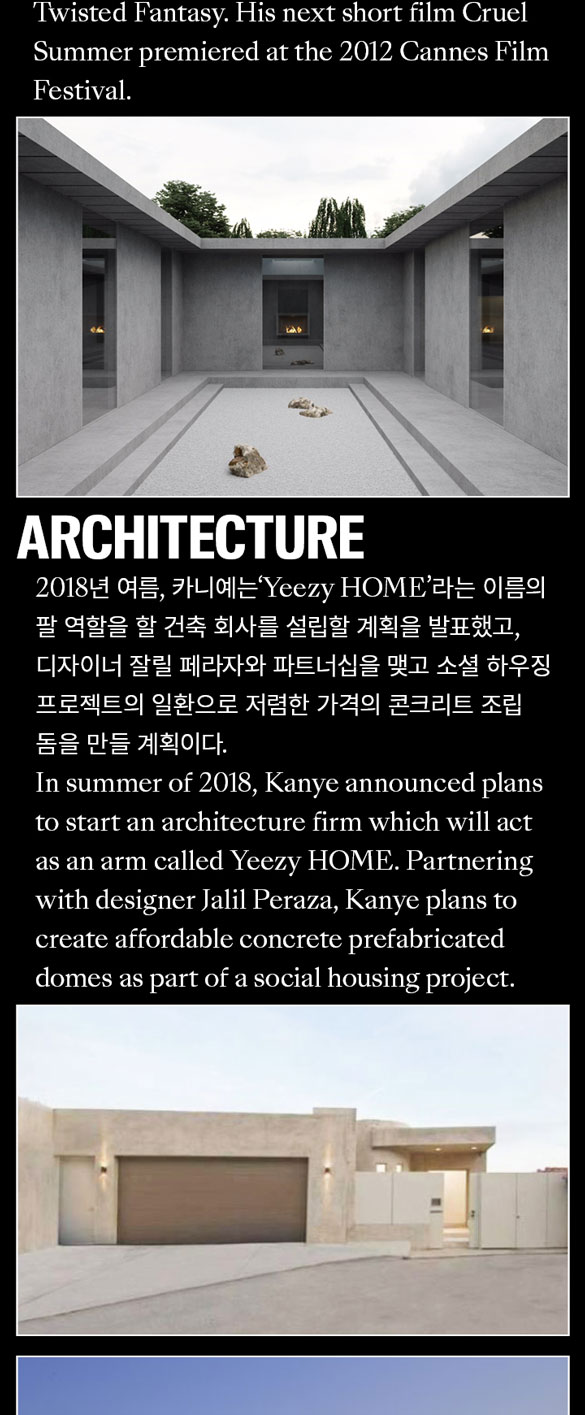 Twisted Fantasy. His next short film Cruel
Summer premiered at the 2012 Cannes Film
Festival.
ARCHITECTURE
2018년 여름, 카니예는‘Yeezy HOME’라는 이름의
팔 역할을 할 건축 회사를 설립할 계획을 발표했고,
디자이너 잘릴 페라자와 파트너십을 맺고 소셜 하우징
프로젝트의 일환으로 저렴한 가격의 콘크리트 조립
돔을 만들 계획이다.
In summer of 2018, Kanye announced plans
to start an architecture firm which will act
as an arm called Yeezy HOME. Partnering
with designer Jalil Peraza, Kanye plans to
create affordable concrete prefabricated
domes as part of a social housing project.